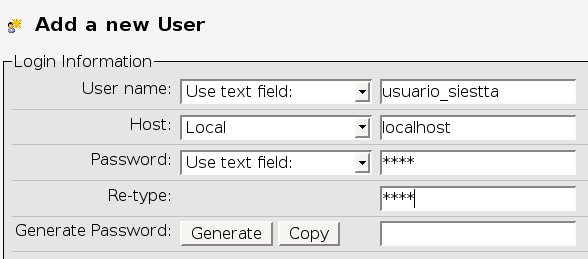 Add a new User
Login Information
User name: Use text field: usuario_siestta
Host: Local localhost
Password: Use text field: ****
Re-type: ****
Generate Password: Generate Copy